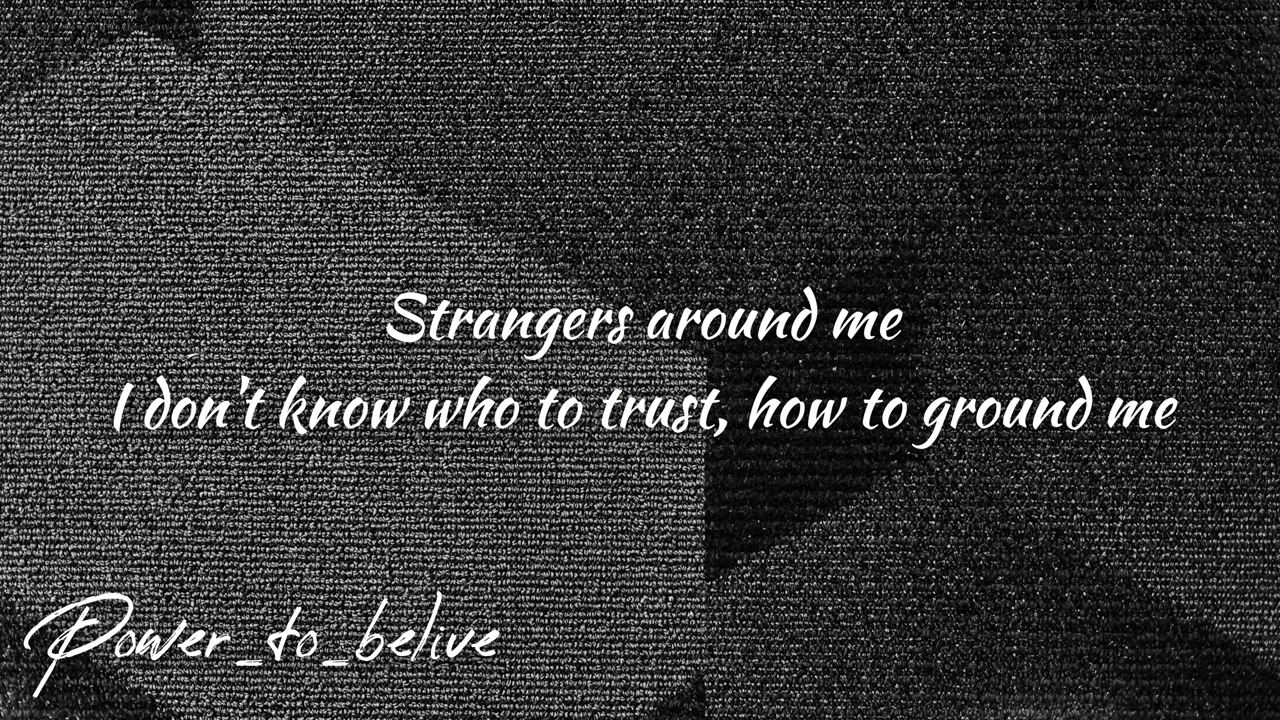 Strangers around me
I don't know who to trust, how to ground me
Power_to_belive